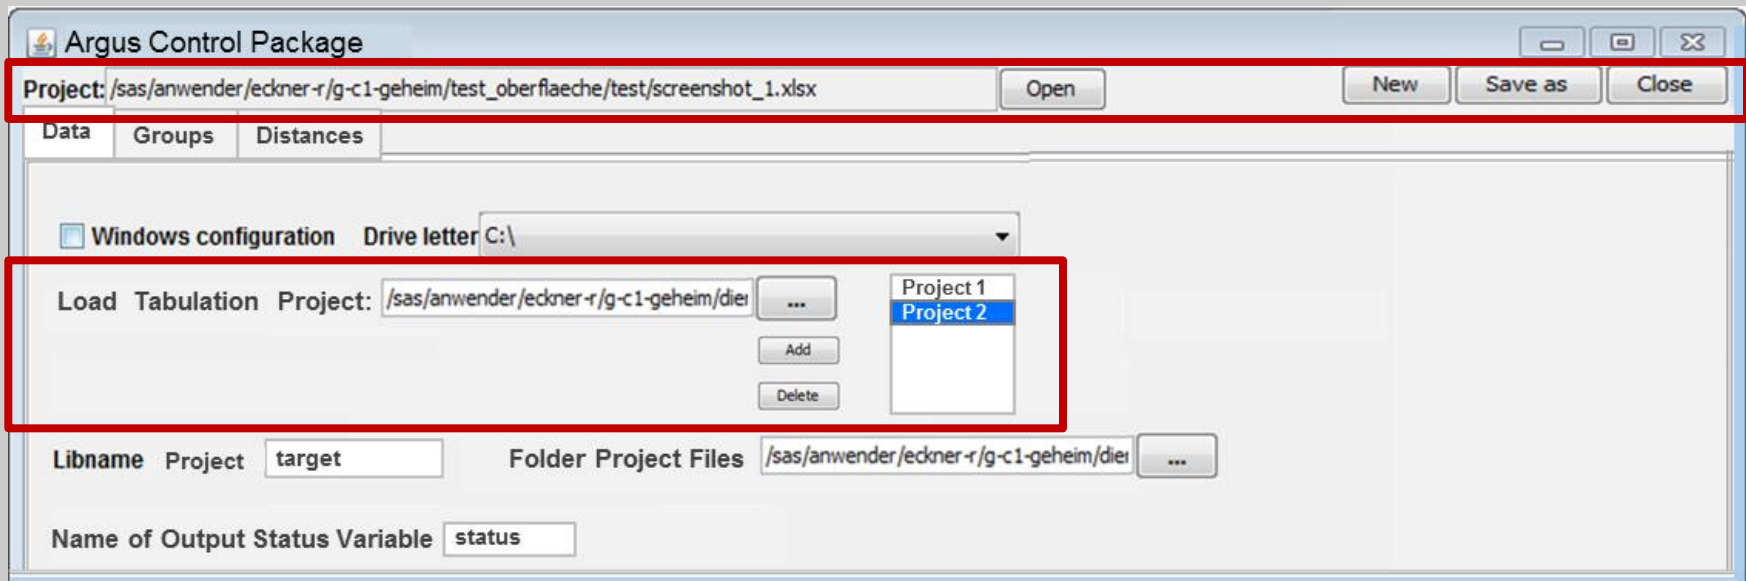 Argus Control Package
Project: /sas/anwender/eckner-r/g-c1-geheim/test_oberflaeche/test/screenshot_1.xlsx Open New Save as Close
Data Groups Distances
Windows configuration Drive letter C:\
Load Tabulation Project: /sas/anwender/eckner-r/g-c1-geheim/dier ... Project 1
Project 2
Add
Delete
Libname Project target Folder Project Files /sas/anwender/eckner-r/g-c1-geheim/dier ...
Name of Output Status Variable status